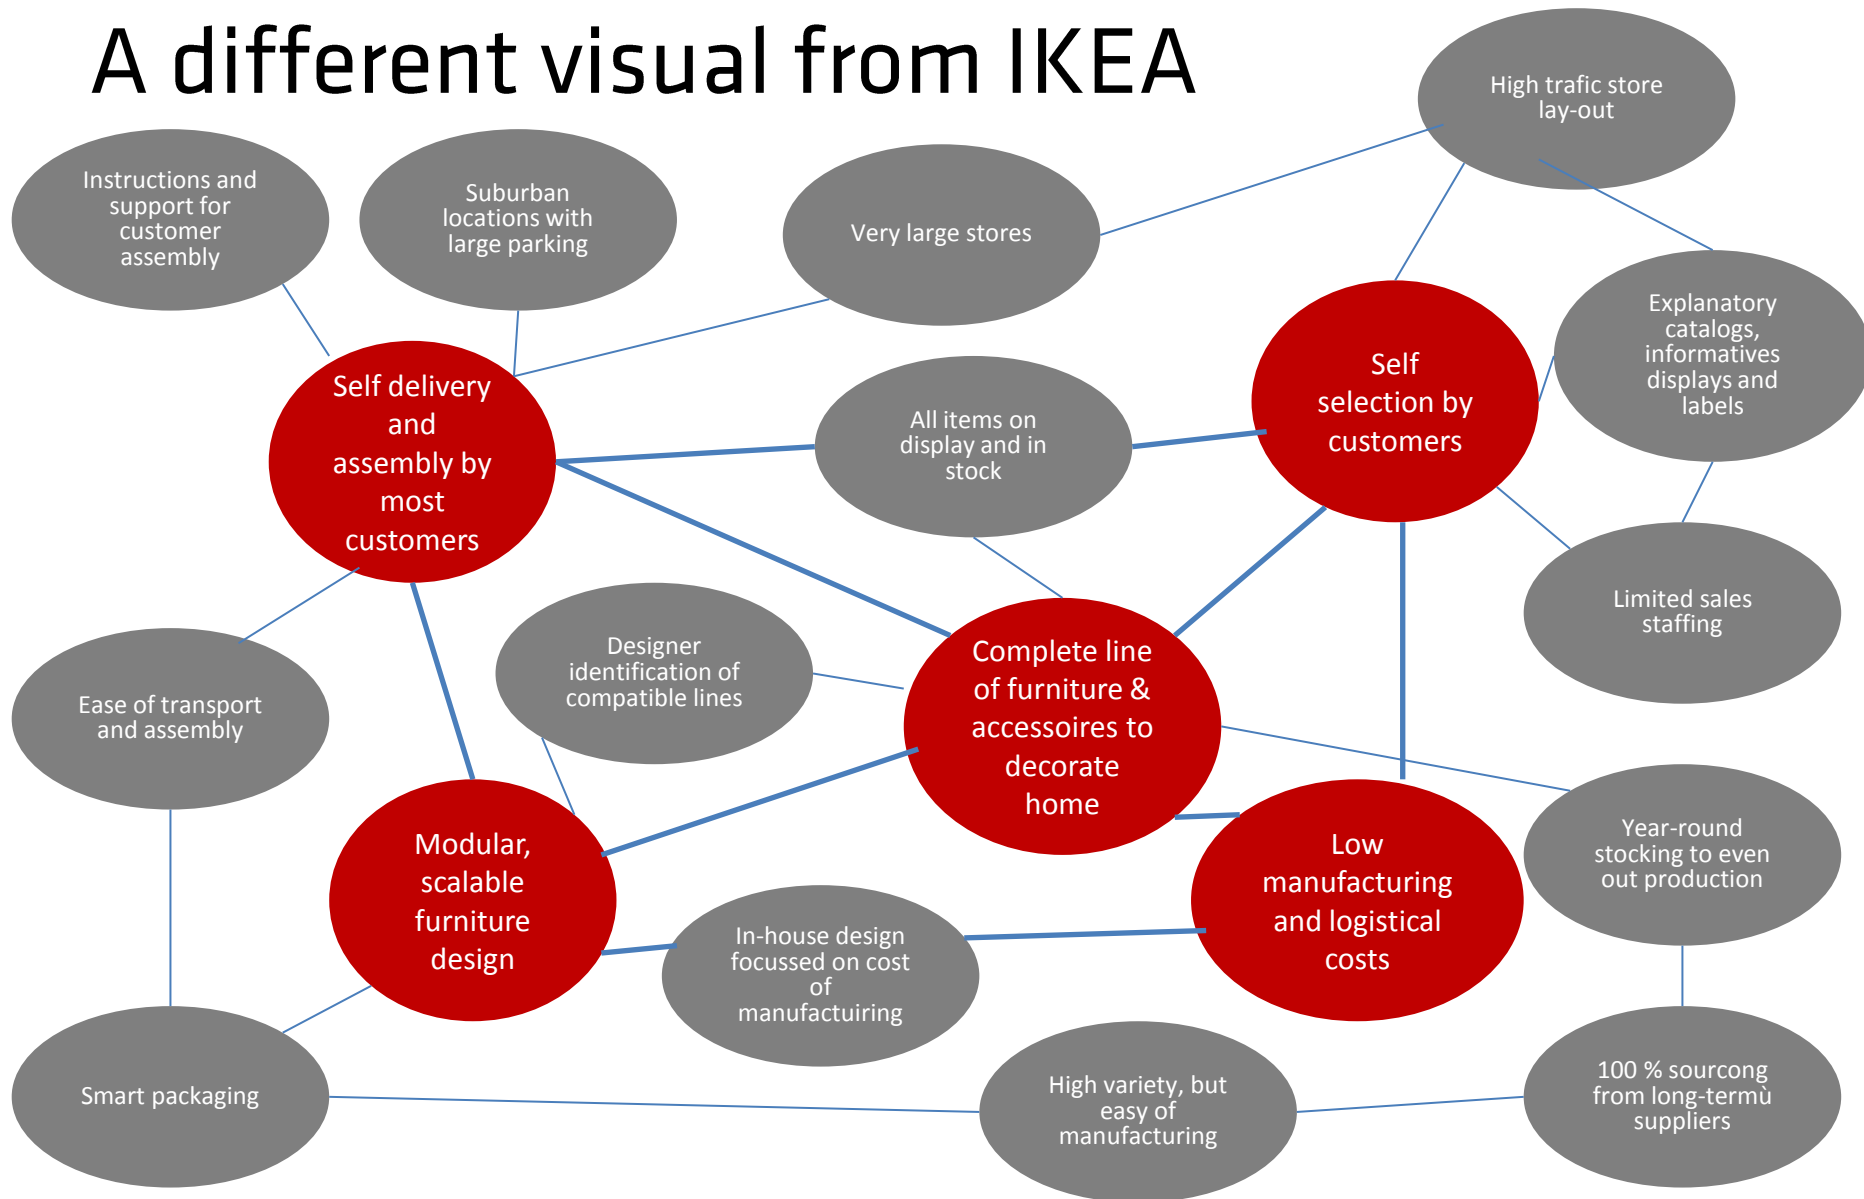 A different visual from IKEA
High trafic store
lay-out
Instructions and
support for
customer
assembly
Suburban
locations with
large parking
Very large stores
Explanatory
catalogs,
informatives
displays and
labels
Self delivery
and
assembly by
most
customers
All items on
display and in
stock
Self
selection by
customers
Limited sales
staffing
Designer
identification of
compatible lines
Complete line
of furniture &
accessoires to
decorate
home
Ease of transport
and assembly
Modular,
scalable
furniture
design
Low
manufacturing
and logistical
costs
Year-round
stocking to even
out production
In-house design
focussed on cost
of
manufactuiring
Smart packaging
High variety, but
easy of
manufacturing
100 % sourcong
from long-termù
suppliers